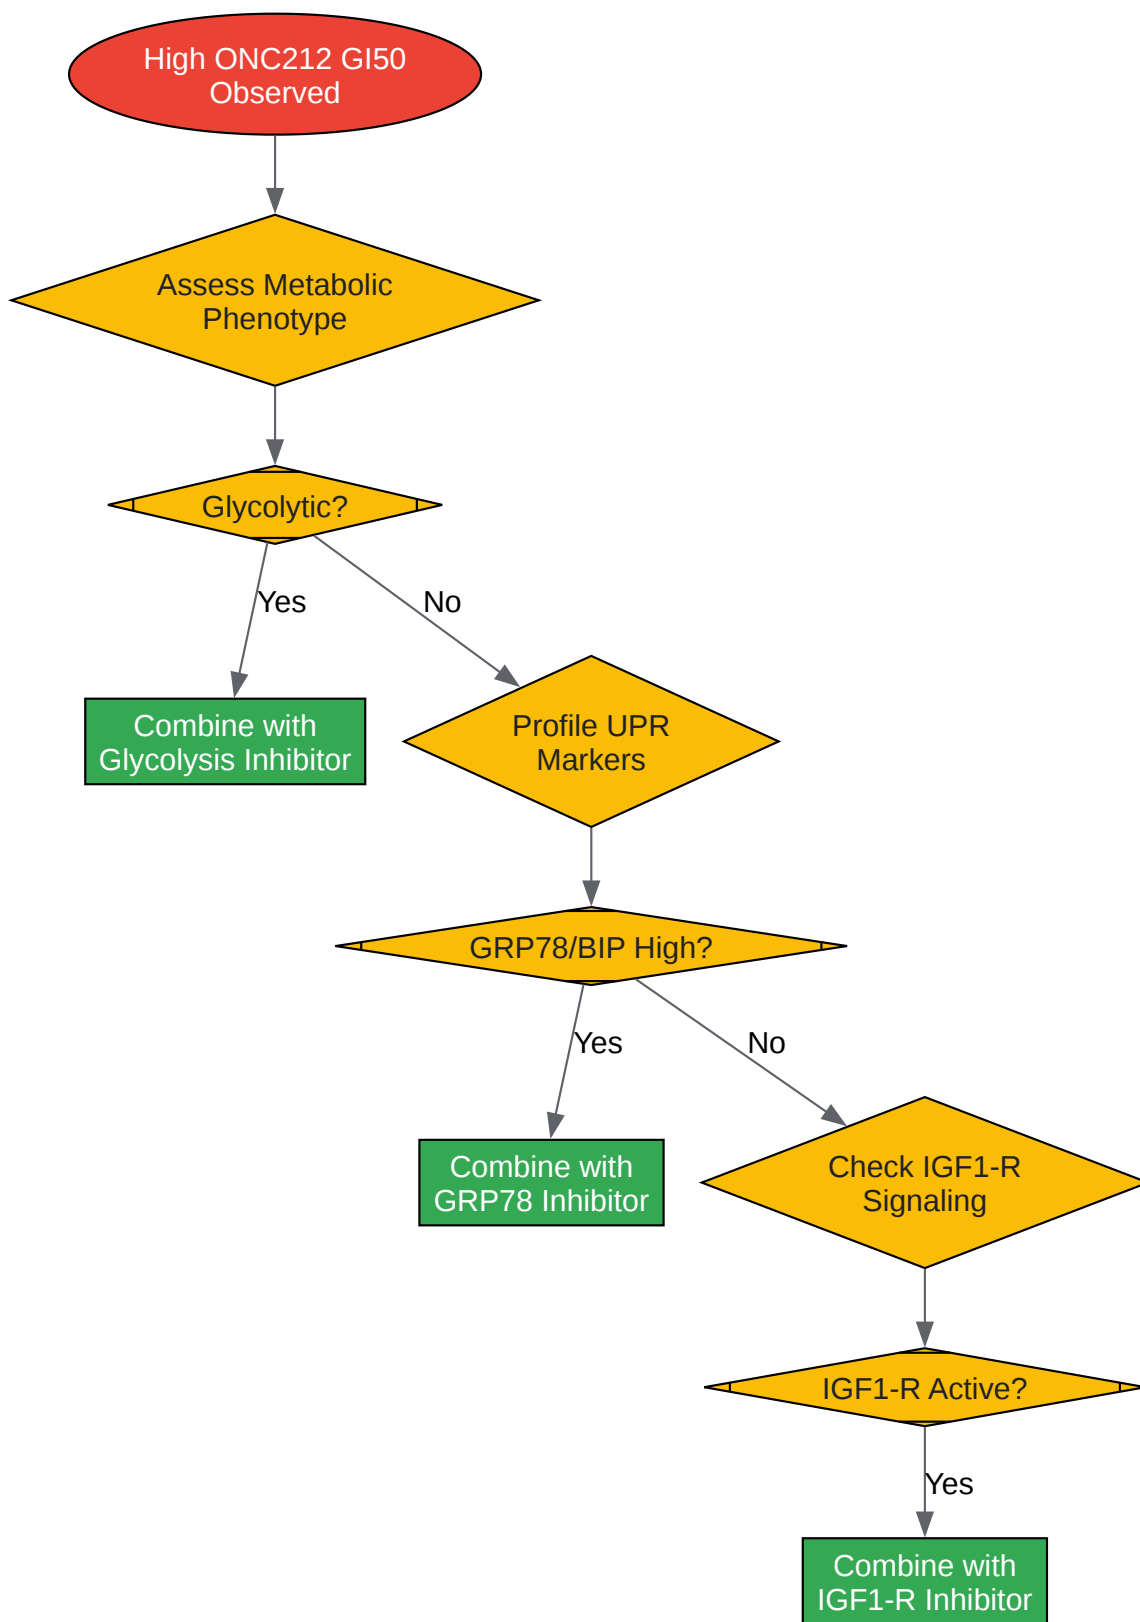 High ONC212 GI50
Observed
Assess Metabolic
Phenotype
Glycolytic?
Yes
No
Combine with
Glycolysis Inhibitor
Profile UPR
Markers
GRP78/BIP High?
Yes
No
Combine with
GRP78 Inhibitor
Check IGF1-R
Signaling
IGF1-R Active?
Yes
Combine with
IGF1-R Inhibitor